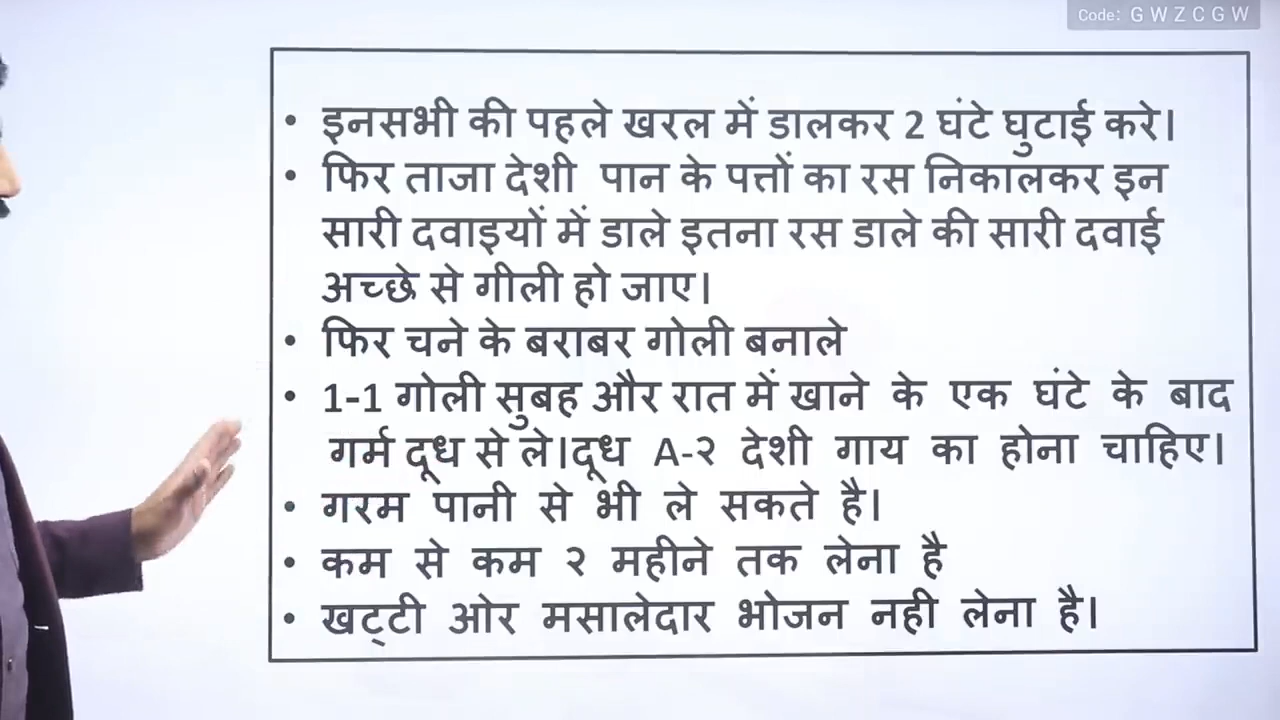 Code: G W Z C G W
• इनसभी की पहले खरल में डालकर 2 घंटे घुटाई करे।
• फिर ताजा देशी पान के पत्तों का रस निकालकर इन
सारी दवाइयों में डाले इतना रस डाले की सारी दवाई
अच्छे से गीली हो जाए।
• फिर चने के बराबर गोली बनाले
• 1-1 गोली सुबह और रात में खाने के एक घंटे के बाद
गर्म दूध से ले।दूध A-२ देशी गाय का होना चाहिए।
• गरम पानी से भी ले सकते है।
• कम से कम २ महीने तक लेना है
• खट्टी ओर मसालेदार भोजन नही लेना है।